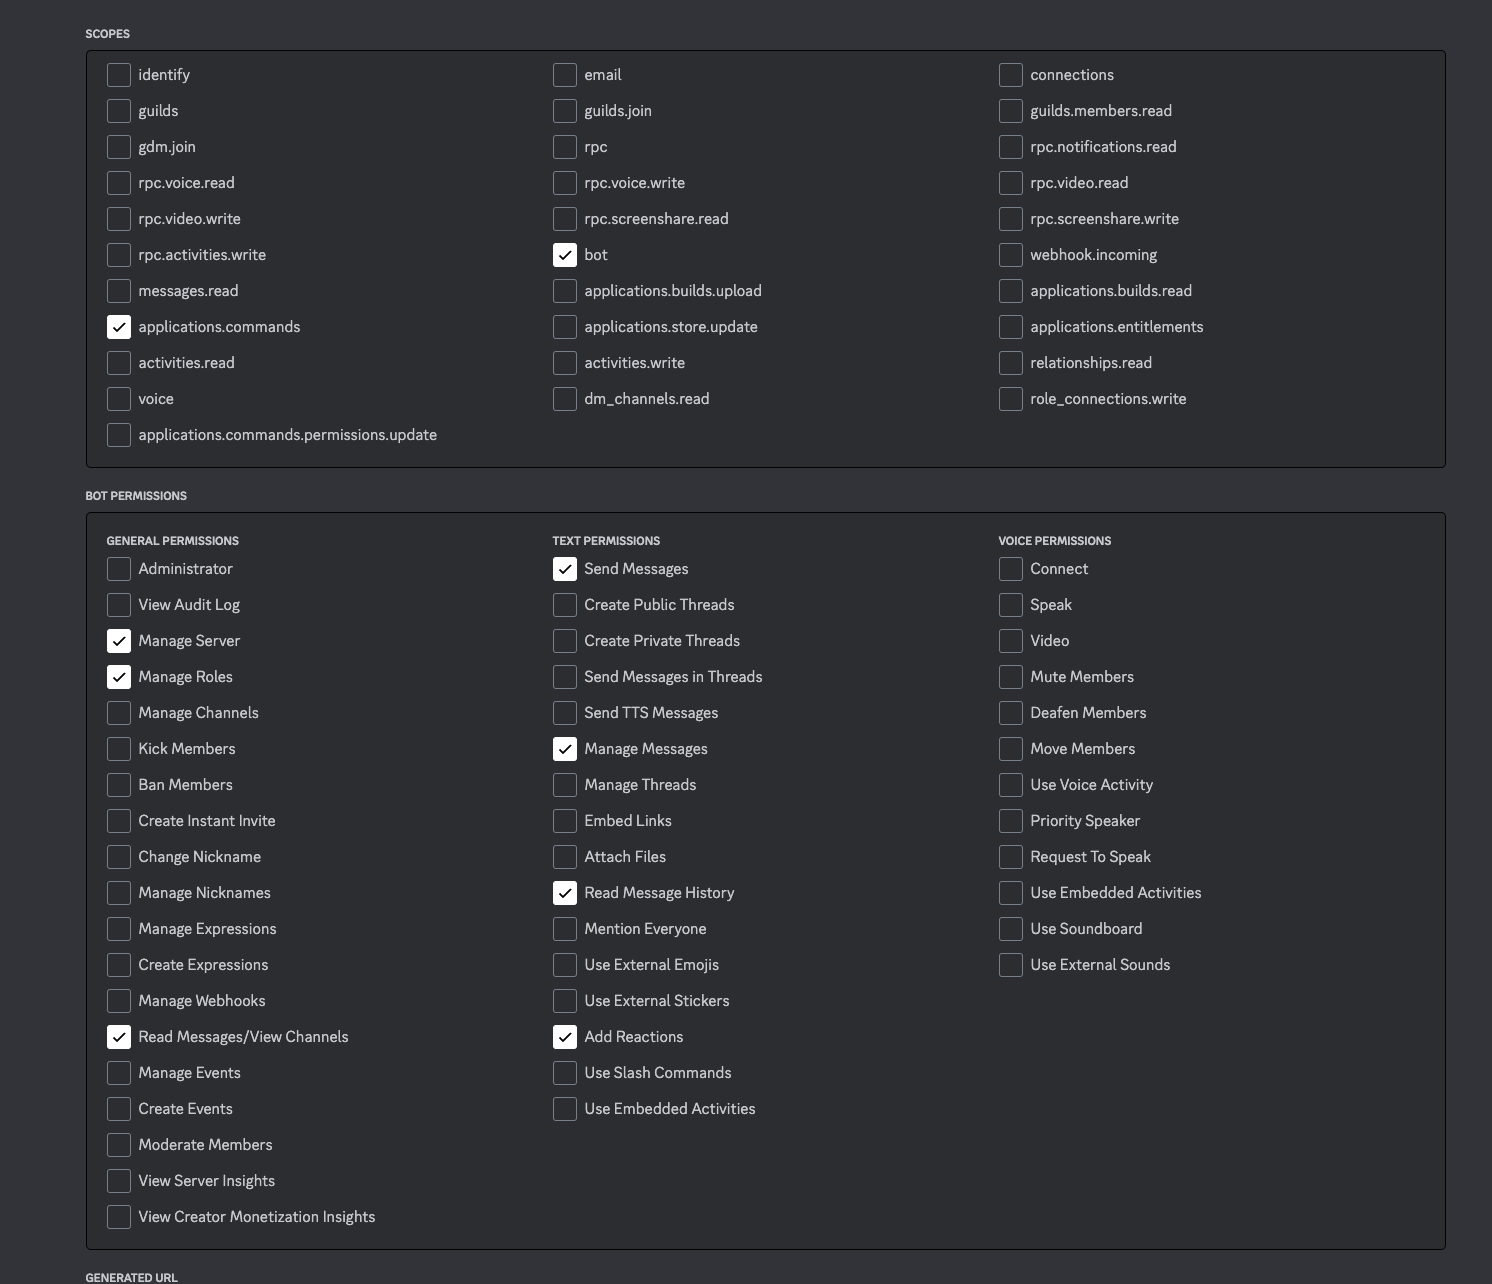 SCOPES
identify email connections
guilds guilds.join guilds.members.read
gdm.join rpc rpc.notifications.read
rpc.voice.read rpc.voice.write rpc.video.read
rpc.video.write rpc.screenshare.read rpc.screenshare.write
rpc.activities.write bot webhook.incoming
messages.read applications.builds.upload applications.builds.read
applications.commands applications.store.update applications.entitlements
activities.read activities.write relationships.read
voice dm_channels.read role_connections.write
applications.commands.permissions.update
BOT PERMISSIONS
GENERAL PERMISSIONS
Administrator
View Audit Log
Manage Server
Manage Roles
Manage Channels
Kick Members
Ban Members
Create Instant Invite
Change Nickname
Manage Nicknames
Manage Expressions
Create Expressions
Manage Webhooks
Read Messages/View Channels
Manage Events
Create Events
Moderate Members
View Server Insights
View Creator Monetization Insights
TEXT PERMISSIONS
Send Messages
Create Public Threads
Create Private Threads
Send Messages in Threads
Send TTS Messages
Manage Messages
Manage Threads
Embed Links
Attach Files
Read Message History
Mention Everyone
Use External Emojis
Use External Stickers
Add Reactions
Use Slash Commands
Use Embedded Activities
VOICE PERMISSIONS
Connect
Speak
Video
Mute Members
Deafen Members
Move Members
Use Voice Activity
Priority Speaker
Request To Speak
Use Embedded Activities
Use Soundboard
Use External Sounds
GENERATED URL